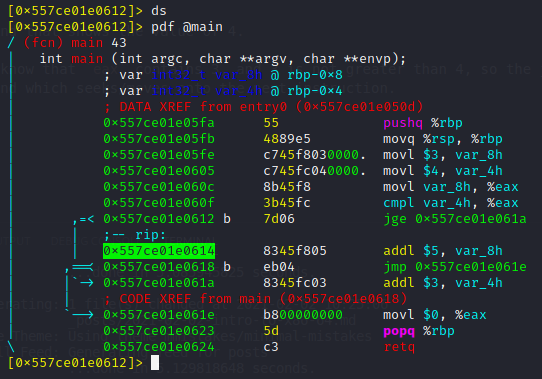 [0x557ce01e0612]> ds
[0x557ce01e0612]> pdf @main
/ (fcn) main 43
| int main (int argc, char **argv, char **envp);
| ; var int32_t var_8h @ rbp-0x8
| ; var int32_t var_4h @ rbp-0x4
| ; DATA XREF from entry0 (0x557ce01e050d)
| 0x557ce01e05fa 55 pushq %rbp
| 0x557ce01e05fb 4889e5 movq %rsp, %rbp
| 0x557ce01e05fe c745f8030000. movl $3, var_8h
| 0x557ce01e0605 c745fc040000. movl $4, var_4h
| 0x557ce01e060c 8b45f8 movl var_8h, %eax
| 0x557ce01e060f 3b45fc cmpl var_4h, %eax
| ,=< 0x557ce01e0612 b 7d06 jge 0x557ce01e061a
| | ;-- rip:
| | 0x557ce01e0614 8345f805 addl $5, var_8h
| ,==< 0x557ce01e0618 b eb04 jmp 0x557ce01e061e
| |`-> 0x557ce01e061a 8345fc03 addl $3, var_4h
| | ; CODE XREF from main (0x557ce01e0618)
| `--> 0x557ce01e061e b800000000 movl $0, %eax
| 0x557ce01e0623 5d popq %rbp
\ 0x557ce01e0624 c3 retq
[0x557ce01e0612]>